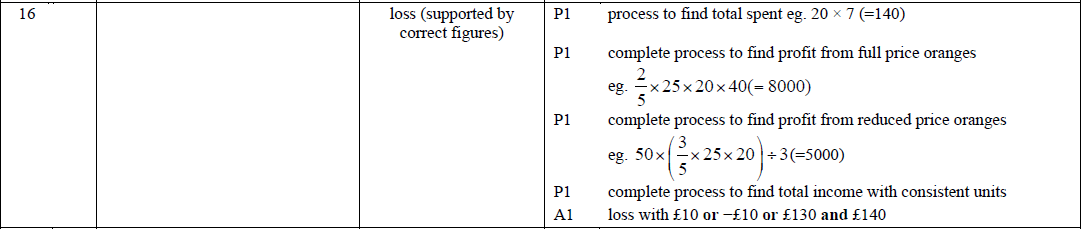 16
loss (supported by
correct figures)
P1 process to find total spent eg. 20 × 7 (=140)
P1 complete process to find profit from full price oranges
eg. 2/5 × 25 × 20 × 40(= 8000)
P1 complete process to find profit from reduced price oranges
eg. 50 × (3/5 × 25 × 20) ÷ 3(=5000)
P1 complete process to find total income with consistent units
A1 loss with £10 or −£10 or £130 and £140